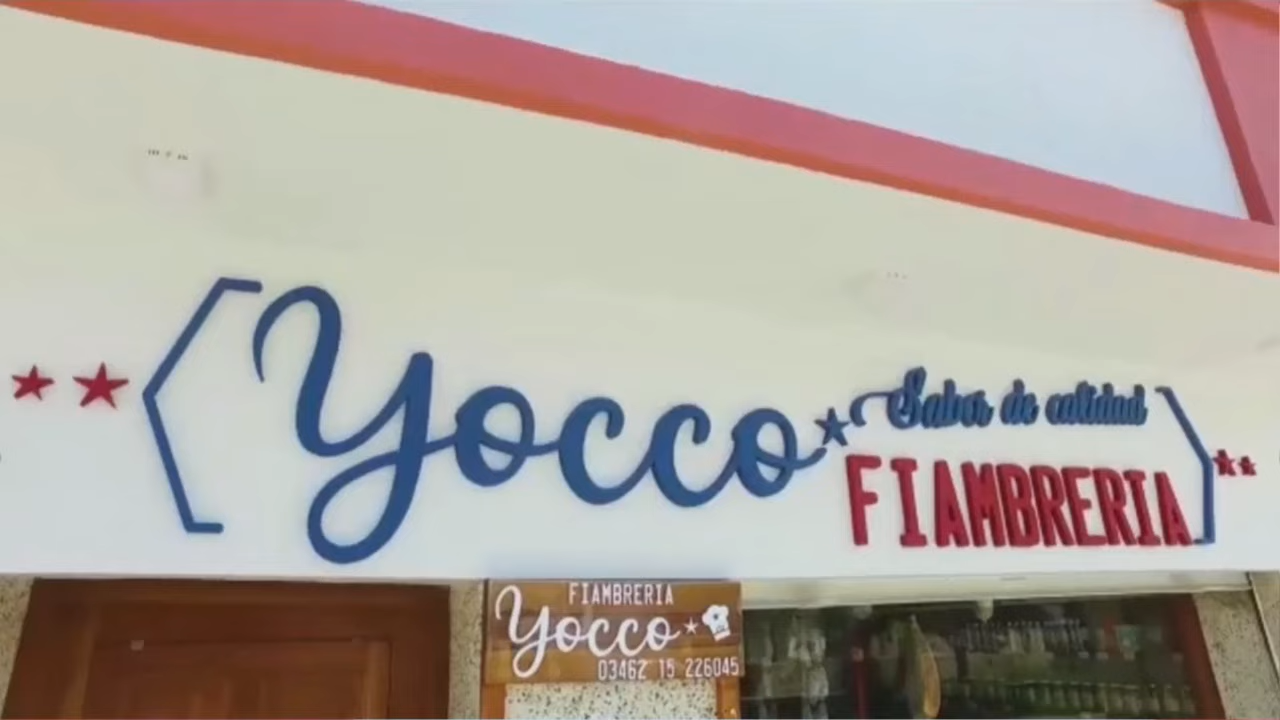 Yocco
Sabor de calidad
FIAMBRERIA
FIAMBRERIA
Yocco
03462 15 226045